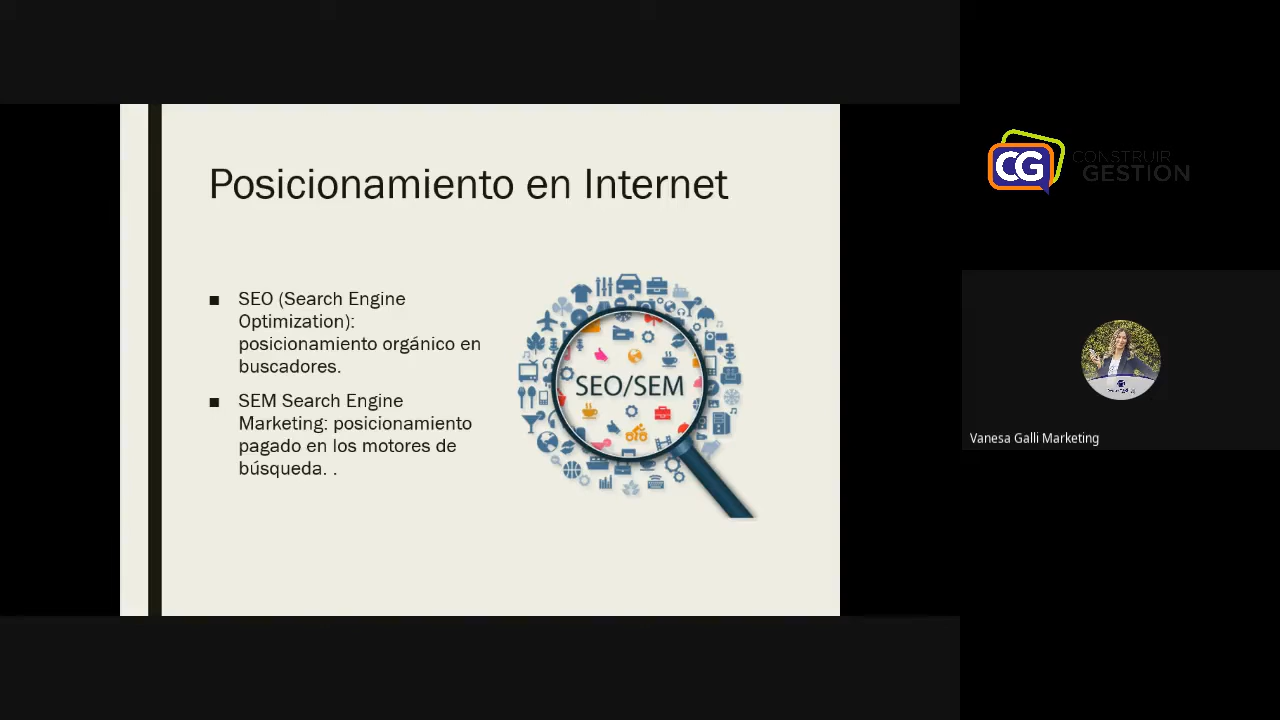 Posicionamiento en Internet
■ SEO (Search Engine
Optimization):
posicionamiento orgánico en
buscadores.
■ SEM Search Engine
Marketing: posicionamiento
pagado en los motores de
búsqueda. .
SEO/SEM
CG
CONSTRUIR
GESTION
Vanesa Galli Marketing